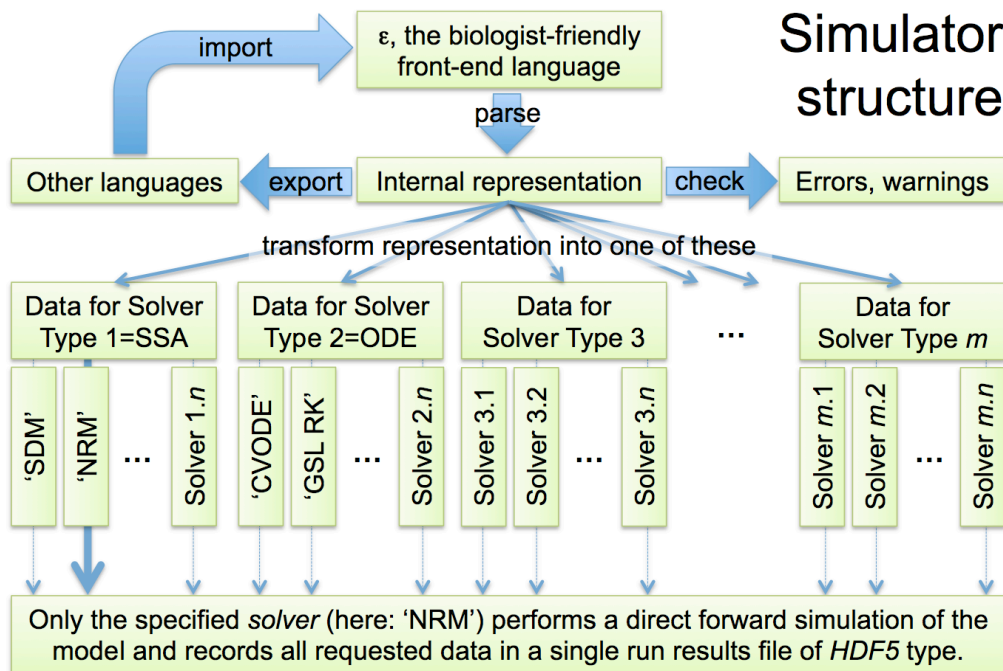 Simulator
structure
import
ε, the biologist-friendly
front-end language
parse
Other languages
export
Internal representation
check
Errors, warnings
transform representation into one of these
Data for Solver
Type 1=SSA
Data for Solver
Type 2=ODE
Data for
Solver Type 3
...
Data for
Solver Type m
‘SDM’
‘NRM’
...
Solver 1.n
‘CVODE’
‘GSL RK’
...
Solver 2.n
Solver 3.1
Solver 3.2
...
Solver 3.n
Solver m.1
Solver m.2
...
Solver m.n
Only the specified solver (here: ‘NRM’) performs a direct forward simulation of the
model and records all requested data in a single run results file of HDF5 type.